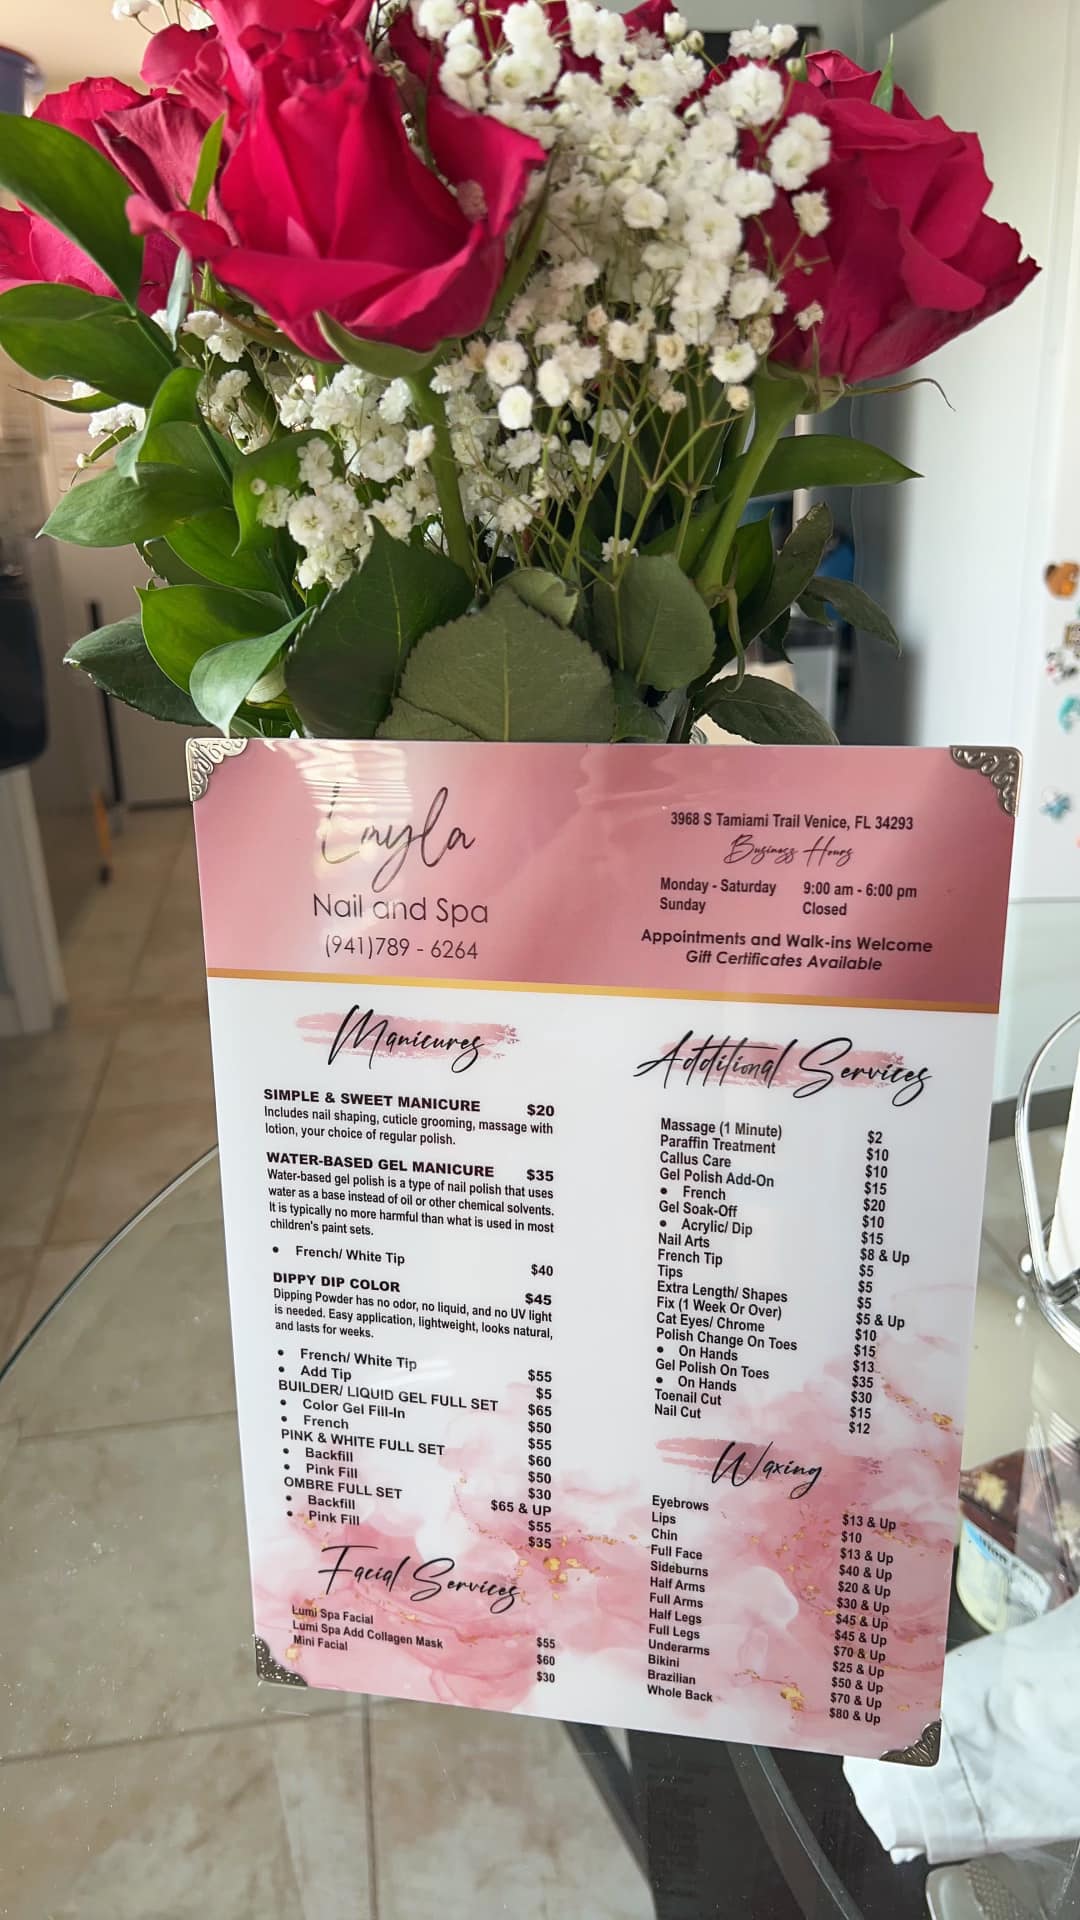 Layla
Nail and Spa
(941)789 - 6264
3968 S Tamiami Trail Venice, FL 34293
Business Hours
Monday - Saturday 9:00 am - 6:00 pm
Sunday Closed
Appointments and Walk-ins Welcome
Gift Certificates Available
Manicures
SIMPLE & SWEET MANICURE $20
Includes nail shaping, cuticle grooming, massage with
lotion, your choice of regular polish.
WATER-BASED GEL MANICURE $35
Water-based gel polish is a type of nail polish that uses
water as a base instead of oil or other chemical solvents.
It is typically no more harmful than what is used in most
children's paint sets.
• French/ White Tip $40
DIPPY DIP COLOR $45
Dipping Powder has no odor, no liquid, and no UV light
is needed. Easy application, lightweight, looks natural,
and lasts for weeks.
• French/ White Tip $55
• Add Tip $5
BUILDER/ LIQUID GEL FULL SET $65
• Color Gel Fill-In $50
• French $55
PINK & WHITE FULL SET $60
• Backfill $50
• Pink Fill $30
OMBRE FULL SET $65 & UP
• Backfill $55
• Pink Fill $35
Facial Services
Lumi Spa Facial $55
Lumi Spa Add Collagen Mask $60
Mini Facial $30
Additional Services
Massage (1 Minute) $2
Paraffin Treatment $10
Callus Care $10
Gel Polish Add-On $15
• French $20
Gel Soak-Off $10
• Acrylic/ Dip $15
Nail Arts $8 & Up
French Tip $5
Tips $5
Extra Length/ Shapes $5
Fix (1 Week Or Over) $5 & Up
Cat Eyes/ Chrome $10
Polish Change On Toes $15
• On Hands $13
Gel Polish On Toes $35
• On Hands $30
Toenail Cut $15
Nail Cut $12
Waxing
Eyebrows $13 & Up
Lips $10
Chin $13 & Up
Full Face $40 & Up
Sideburns $20 & Up
Half Arms $30 & Up
Full Arms $45 & Up
Half Legs $45 & Up
Full Legs $70 & Up
Underarms $25 & Up
Bikini $50 & Up
Brazilian $70 & Up
Whole Back $80 & Up